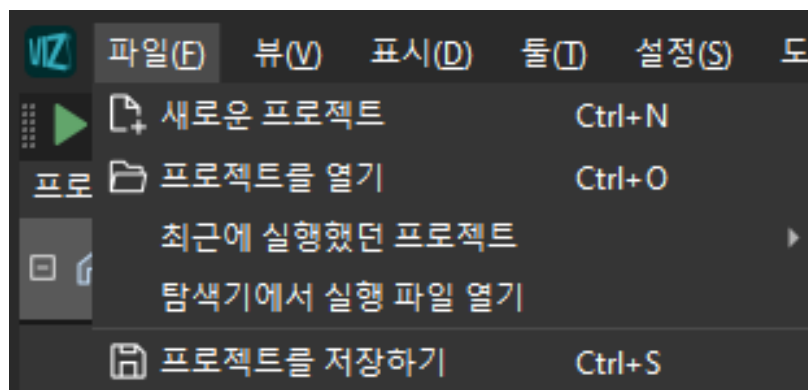 VIZ 파일(F) 뷰(V) 표시(D) 툴(T) 설정(S) 도
새로운 프로젝트 Ctrl+N
프로
프로젝트를 열기 Ctrl+O
최근에 실행했던 프로젝트
탐색기에서 실행 파일 열기
프로젝트를 저장하기 Ctrl+S